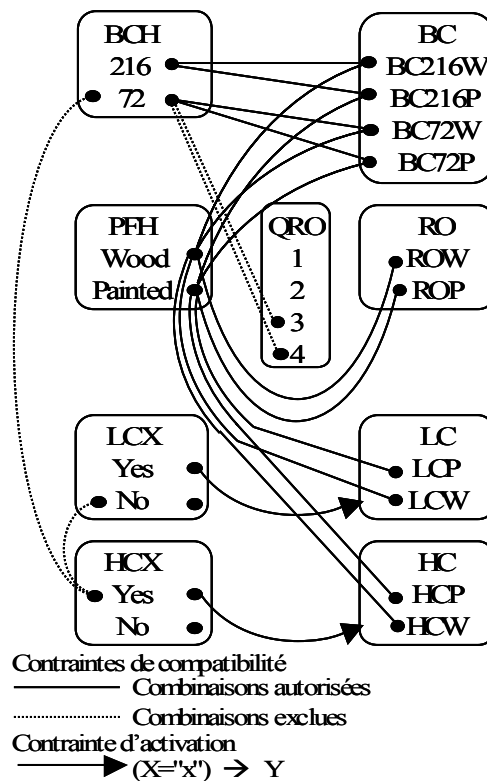 BCH
216
72
BC
BC216W
BC216P
BC72W
BC72P
PFH
Wood
Painted
QRO
1
2
3
4
RO
ROW
ROP
LCX
Yes
No
LC
LCP
LCW
HCX
Yes
No
HC
HCP
HCW
Contraintes de compatibilité
Combinaisons autorisées
Combinaisons exclues
Contrainte d'activation
(X="x") → Y